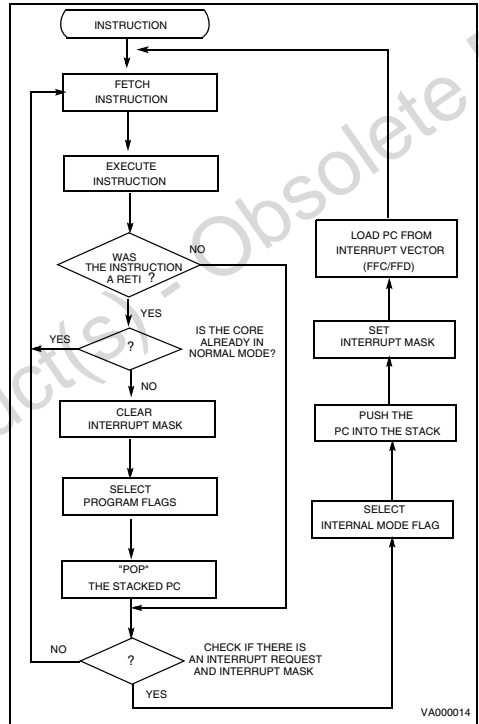 INSTRUCTION
FETCH
INSTRUCTION
EXECUTE
INSTRUCTION
WAS
THE INSTRUCTION
A RETI ?
NO
YES
YES
?
IS THE CORE
ALREADY IN
NORMAL MODE?
NO
CLEAR
INTERRUPT MASK
SELECT
PROGRAM FLAGS
"POP"
THE STACKED PC
NO
?
CHECK IF THERE IS
AN INTERRUPT REQUEST
AND INTERRUPT MASK
YES
SELECT
INTERNAL MODE FLAG
PUSH THE
PC INTO THE STACK
SET
INTERRUPT MASK
LOAD PC FROM
INTERRUPT VECTOR
(FFC/FFD)
VA000014
duct(s) - Obsolete